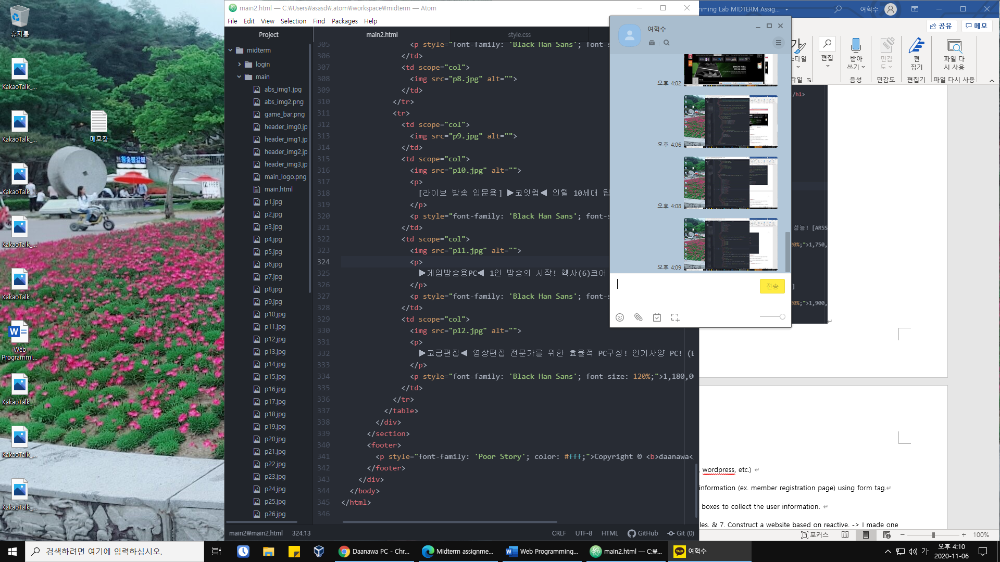 휴지통
KakaoTalk_...
KakaoTalk_...
메모장
KakaoTalk_...
KakaoTalk_...
KakaoTalk_...
Web
Programmi...
KakaoTalk_...
KakaoTalk_...
KakaoTalk_...
main2.html — C:₩Users₩asasd₩.atom₩workspace₩midterm — Atom
File Edit View Selection Find Packages Help
Project
midterm
login
main
abs_img1.jpg
abs_img2.png
game_bar.png
header_img0.jp
header_img1.jp
header_img2.jp
header_img3.jp
main_logo.png
main.html
p1.jpg
p2.jpg
p3.jpg
p4.jpg
p5.jpg
p6.jpg
p7.jpg
p8.jpg
p9.jpg
p10.jpg
p11.jpg
p12.jpg
p13.jpg
p14.jpg
p15.jpg
p16.jpg
p17.jpg
p18.jpg
p19.jpg
p20.jpg
p21.jpg
p22.jpg
p23.jpg
p24.jpg
p25.jpg
p26.jpg
main2.html style.css
305 <p style="font-family: 'Black Han Sans'; font-s
306 </td>
307 <td scope="col">
308 <img src="p8.jpg" alt="">
309 </td>
310 </tr>
311 <tr>
312 <td scope="col">
313 <img src="p9.jpg" alt="">
314 </td>
315 <td scope="col">
316 <img src="p10.jpg" alt="">
317 <p>
318 [라이브 방송 입문용] ▶코잇컴◀ 인텔 10세대 탑
319 </p>
320 <p style="font-family: 'Black Han Sans'; font-s
321 </td>
322 <td scope="col">
323 <img src="p11.jpg" alt="">
324 <p>
325 ▶게임방송용PC◀ 1인 방송의 시작! 헥사(6)코어
326 </p>
327 <p style="font-family: 'Black Han Sans'; font-s
328 </td>
329 <td scope="col">
330 <img src="p12.jpg" alt="">
331 <p>
332 ▶고급편집◀ 영상편집 전문가를 위한 효율적 PC구성! 인기사양 PC! (E
333 </p>
334 <p style="font-family: 'Black Han Sans'; font-size: 120%;">1,180,0
335 </td>
336 </tr>
337 </table>
338 </div>
339 </section>
340 <footer>
341 <p style="font-family: 'Poor Story'; color: #fff;">Copyright © <b>daanawa<
342 </footer>
343 </div>
344 </body>
345 </html>
346
main2₩main2.html 324:13 CRLF UTF-8 HTML GitHub Git (0)
여혁수
오후 4:02
오후 4:06
오후 4:08
오후 4:09
전송
mming Lab MIDTERM Assig... 여혁수
공유 메모
스타일 편집 받아쓰기 민감도 편집기 파일 다시 사용
타일 음성 민감도 편집기 파일 다시 사용
/h1>
성능! [AR5S
20%;">1,750,
]
20%;">1,900,
wordpress, etc.)
information (ex. member registration page) using form tag.
boxes to collect the user information.
les. & 7. Construct a website based on reactive. -> I made one
포커스 100%
검색하려면 여기에 입력하십시오.
Daanawa PC - Chr...
Midterm assignme...
Web Programming...
main2.html — C:₩...
TALK 여혁수
가
오후 4:10
2020-11-06